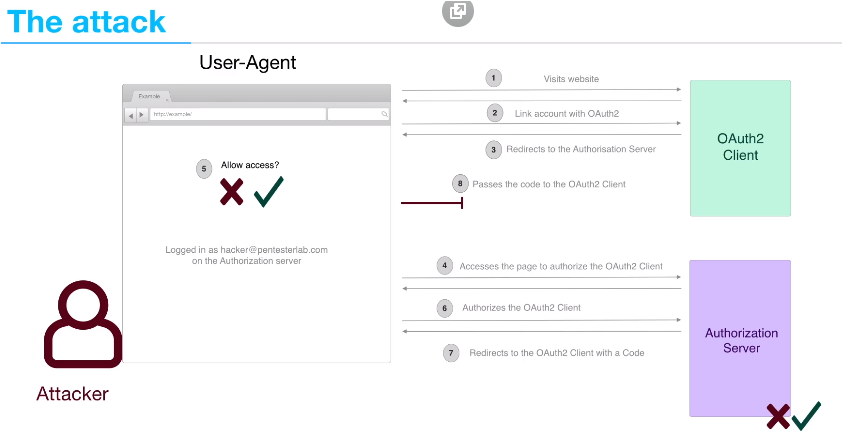 The attack
User-Agent
Example
http://example/
1 Visits website
2 Link account with OAuth2
3 Redirects to the Authorisation Server
5 Allow access?
8 Passes the code to the OAuth2 Client
OAuth2
Client
Logged in as hacker@pentesterlab.com
on the Authorization server
4 Accesses the page to authorize the OAuth2 Client
6 Authorizes the OAuth2 Client
7 Redirects to the OAuth2 Client with a Code
Authorization
Server
Attacker